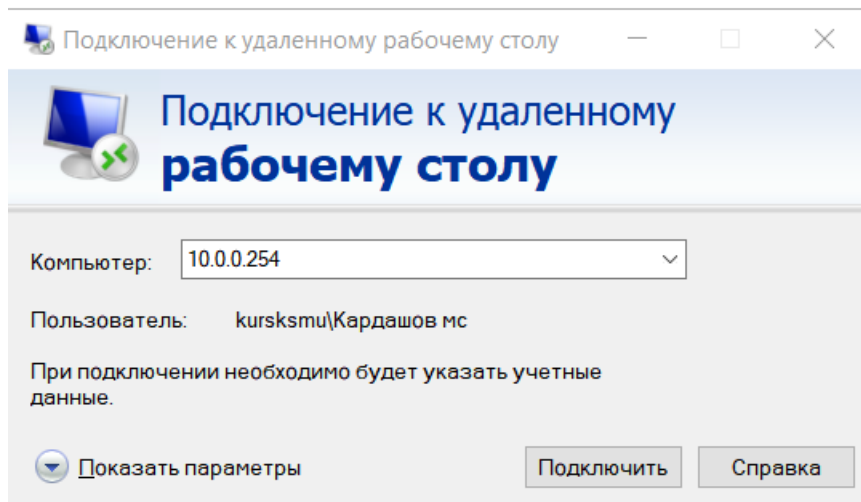 Подключение к удаленному рабочему столу
Подключение к удаленному
рабочему столу
Компьютер: 10.0.0.254
Пользователь: kursksmu\Кардашов мс
При подключении необходимо будет указать учетные
данные.
Показать параметры Подключить Справка